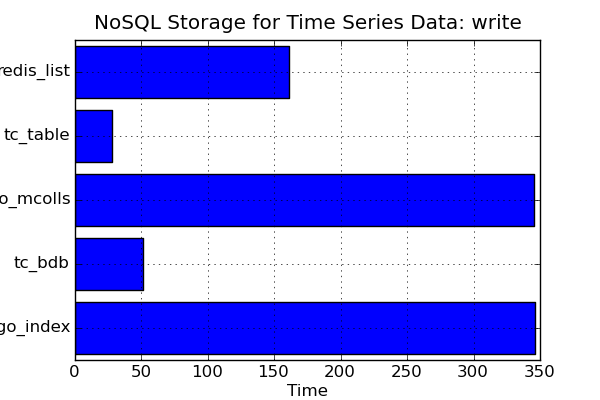 NoSQL Storage for Time Series Data: write
redis_list
tc_table
o_mcolls
tc_bdb
go_index
0 50 100 150 200 250 300 350
Time